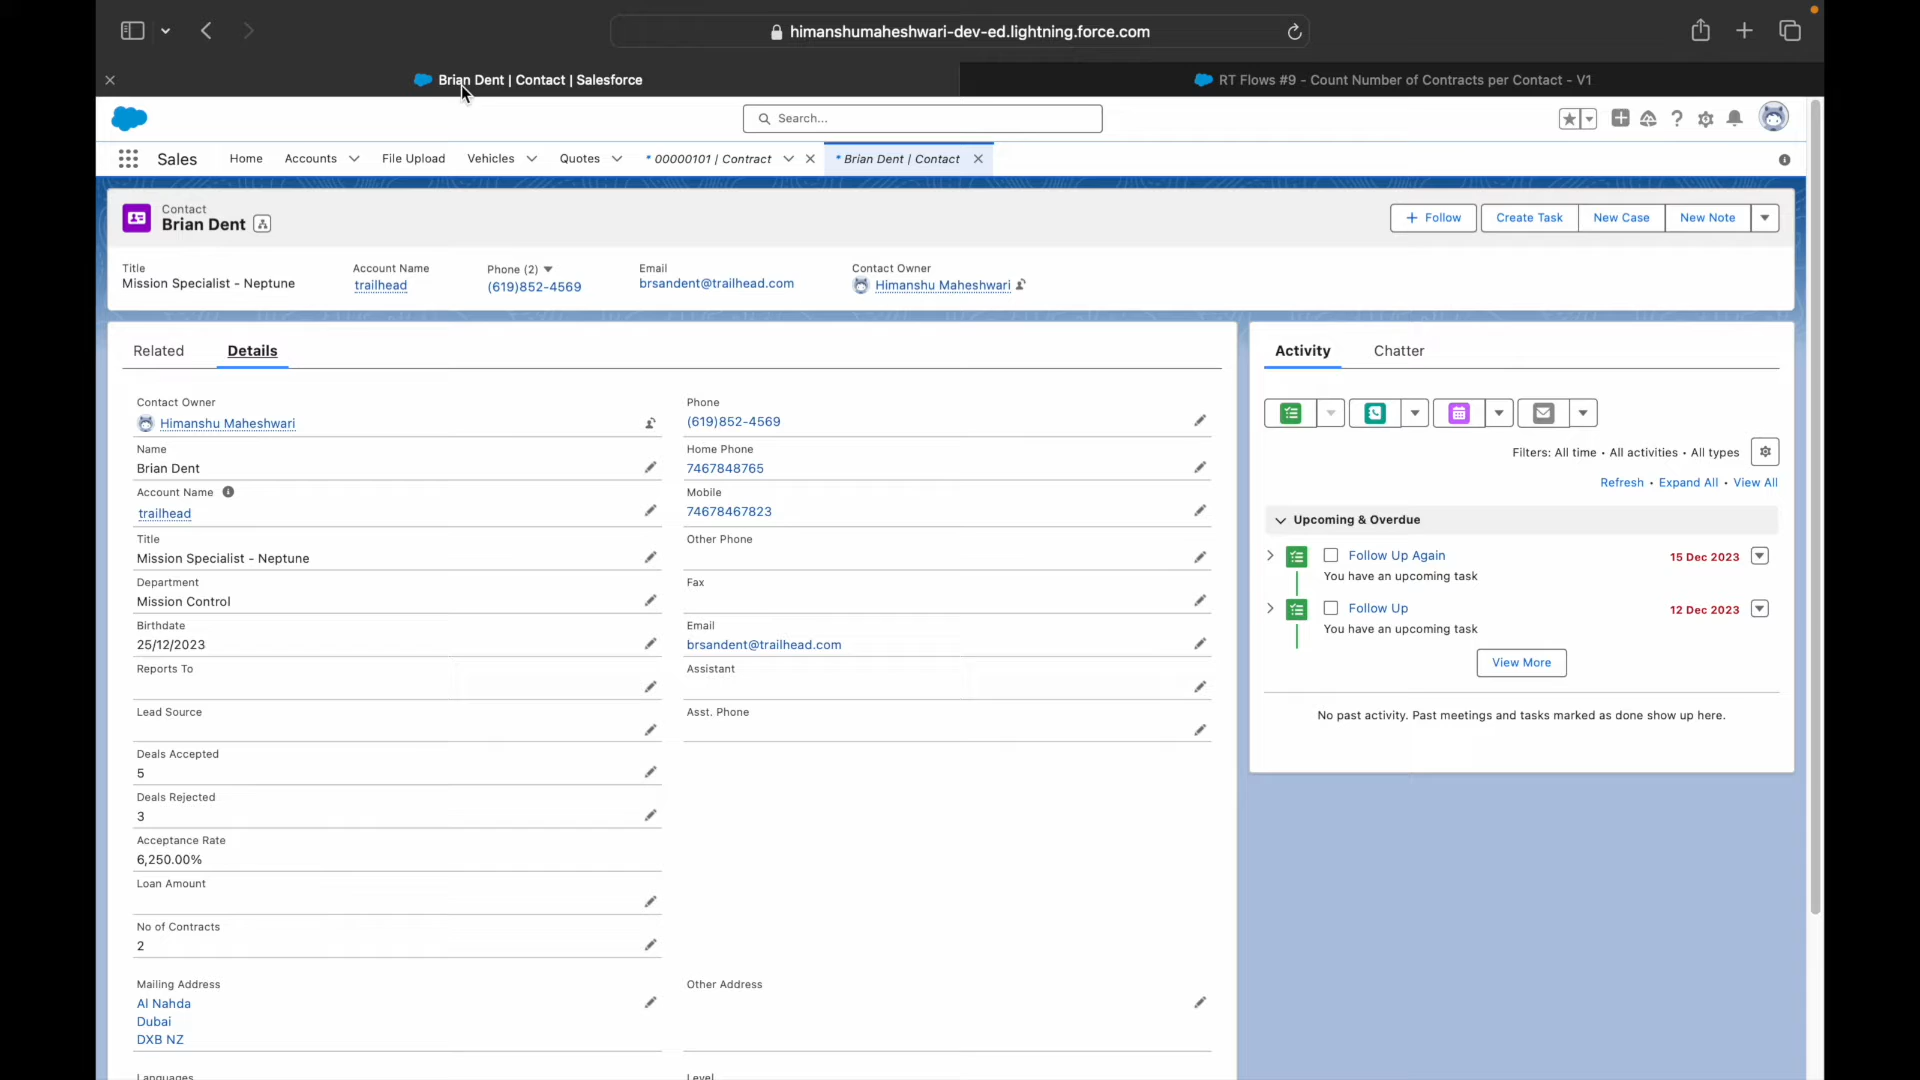 himanshumaheshwari-dev-ed.lightning.force.com
Brian Dent | Contact | Salesforce
RT Flows #9 - Count Number of Contracts per Contact - V1
Search...
Sales
Home
Accounts
File Upload
Vehicles
Quotes
* 00000101 | Contract
* Brian Dent | Contact
Contact
Brian Dent
+ Follow
Create Task
New Case
New Note
Title
Mission Specialist - Neptune
Account Name
trailhead
Phone (2)
(619)852-4569
Email
brsandent@trailhead.com
Contact Owner
Himanshu Maheshwari
Related
Details
Contact Owner
Himanshu Maheshwari
Name
Brian Dent
Account Name
trailhead
Title
Mission Specialist - Neptune
Department
Mission Control
Birthdate
25/12/2023
Reports To
Lead Source
Deals Accepted
5
Deals Rejected
3
Acceptance Rate
6,250.00%
Loan Amount
No of Contracts
2
Mailing Address
Al Nahda
Dubai
DXB NZ
Languages
Phone
(619)852-4569
Home Phone
7467848765
Mobile
74678467823
Other Phone
Fax
Email
brsandent@trailhead.com
Assistant
Asst. Phone
Other Address
Level
Activity
Chatter
Filters: All time • All activities • All types
Refresh • Expand All • View All
Upcoming & Overdue
Follow Up Again
15 Dec 2023
You have an upcoming task
Follow Up
12 Dec 2023
You have an upcoming task
View More
No past activity. Past meetings and tasks marked as done show up here.